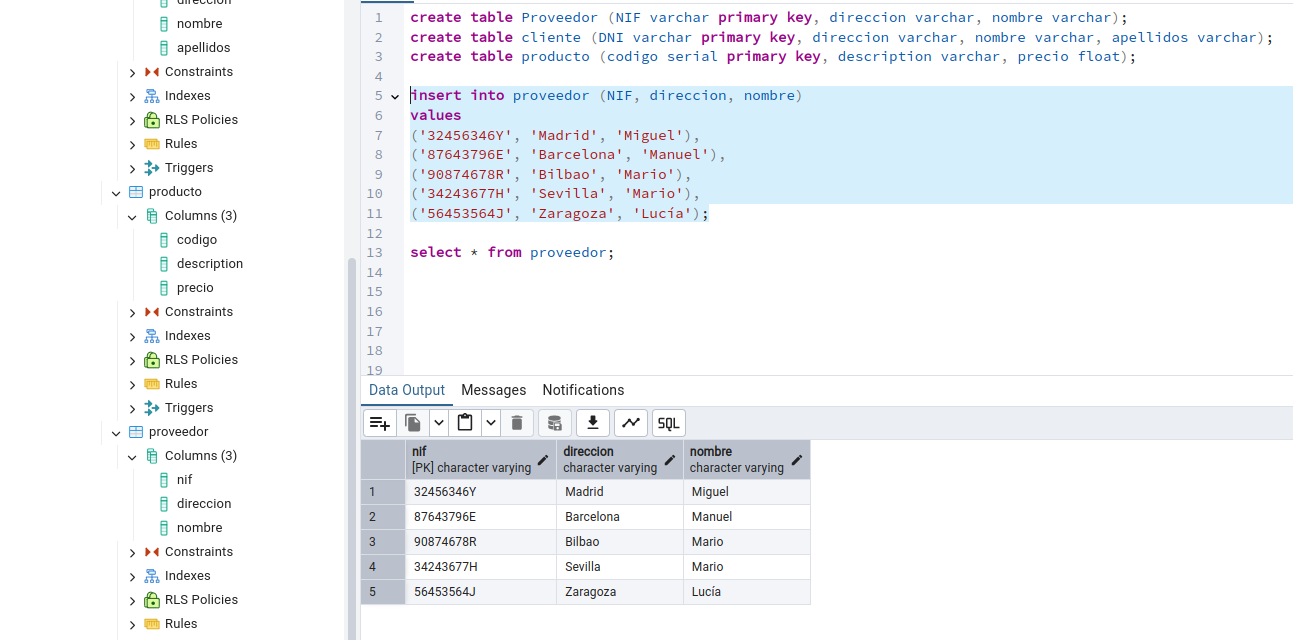 direccion
nombre
apellidos
Constraints
Indexes
RLS Policies
Rules
Triggers
producto
Columns (3)
codigo
description
precio
Constraints
Indexes
RLS Policies
Rules
Triggers
proveedor
Columns (3)
nif
direccion
nombre
Constraints
Indexes
RLS Policies
Rules
1 create table Proveedor (NIF varchar primary key, direccion varchar, nombre varchar);
2 create table cliente (DNI varchar primary key, direccion varchar, nombre varchar, apellidos varchar);
3 create table producto (codigo serial primary key, description varchar, precio float);
4
5 insert into proveedor (NIF, direccion, nombre)
6 values
7 ('32456346Y', 'Madrid', 'Miguel'),
8 ('87643796E', 'Barcelona', 'Manuel'),
9 ('90874678R', 'Bilbao', 'Mario'),
10 ('34243677H', 'Sevilla', 'Mario'),
11 ('56453564J', 'Zaragoza', 'Lucía');
12
13 select * from proveedor;
14
15
16
17
18
19
Data Output Messages Notifications
SQL
nif direccion nombre
[PK] character varying character varying character varying
1 32456346Y Madrid Miguel
2 87643796E Barcelona Manuel
3 90874678R Bilbao Mario
4 34243677H Sevilla Mario
5 56453564J Zaragoza Lucía